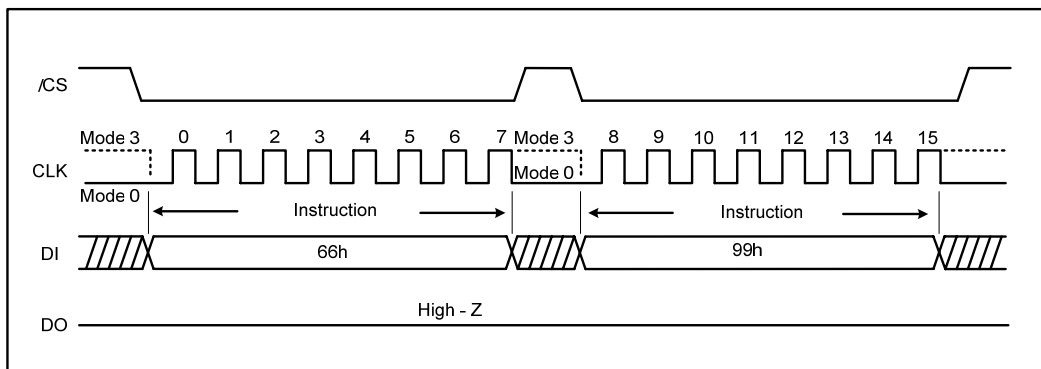 /CS
Mode 3 0 1 2 3 4 5 6 7 Mode 3 8 9 10 11 12 13 14 15
CLK
Mode 0 Mode 0
Instruction Instruction
DI 66h 99h
High - Z
DO